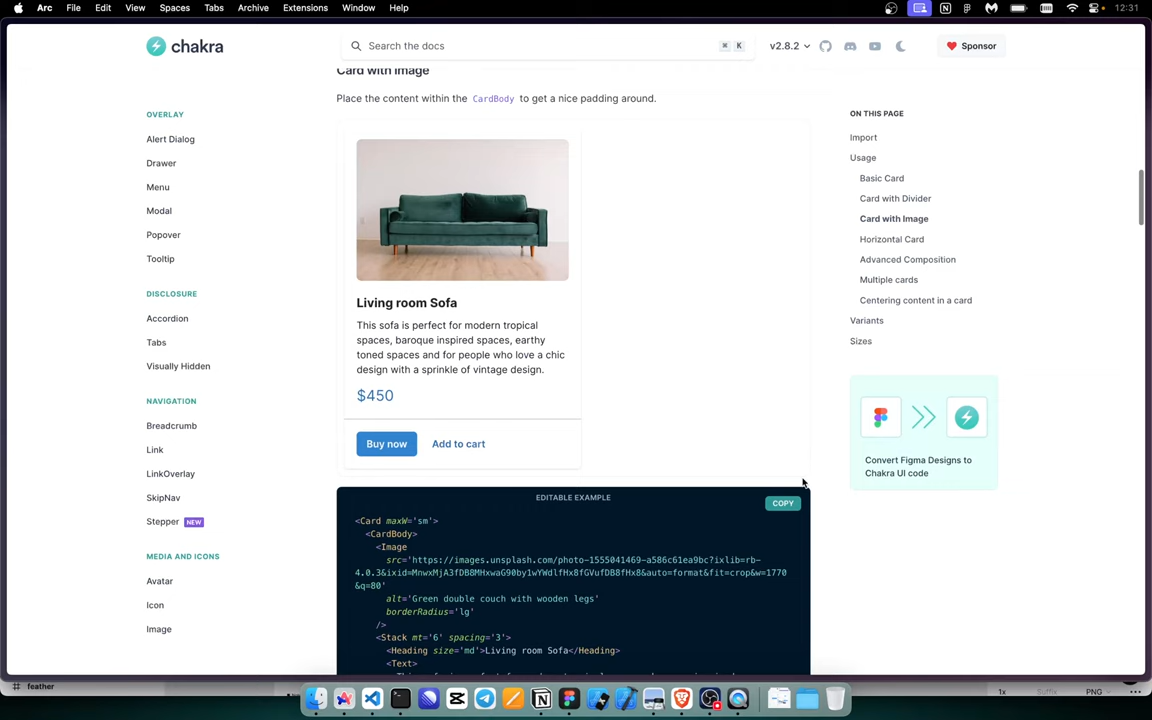 Arc File Edit View Spaces Tabs Archive Extensions Window Help 12:31
chakra
Search the docs ⌘ K
v2.8.2
Sponsor
OVERLAY
Alert Dialog
Drawer
Menu
Modal
Popover
Tooltip
DISCLOSURE
Accordion
Tabs
Visually Hidden
NAVIGATION
Breadcrumb
Link
LinkOverlay
SkipNav
Stepper NEW
MEDIA AND ICONS
Avatar
Icon
Image
Card with Image
Place the content within the CardBody to get a nice padding around.
Living room Sofa
This sofa is perfect for modern tropical
spaces, baroque inspired spaces, earthy
toned spaces and for people who love a chic
design with a sprinkle of vintage design.
$450
Buy now Add to cart
EDITABLE EXAMPLE
COPY
<Card maxW='sm'>
<CardBody>
<Image
src='https://images.unsplash.com/photo-1555041469-a586c61ea9bc?ixlib=rb-
4.0.3&ixid=MnwxMjA3fDB8MHxwaG90by1wYWdlfHx8fGVufDB8fHx8&auto=format&fit=crop&w=1770
&q=80'
alt='Green double couch with wooden legs'
borderRadius='lg'
/>
<Stack mt='6' spacing='3'>
<Heading size='md'>Living room Sofa</Heading>
<Text>
ON THIS PAGE
Import
Usage
Basic Card
Card with Divider
Card with Image
Horizontal Card
Advanced Composition
Multiple cards
Centering content in a card
Variants
Sizes
Convert Figma Designs to
Chakra UI code
# feather
1x Suffix PNG